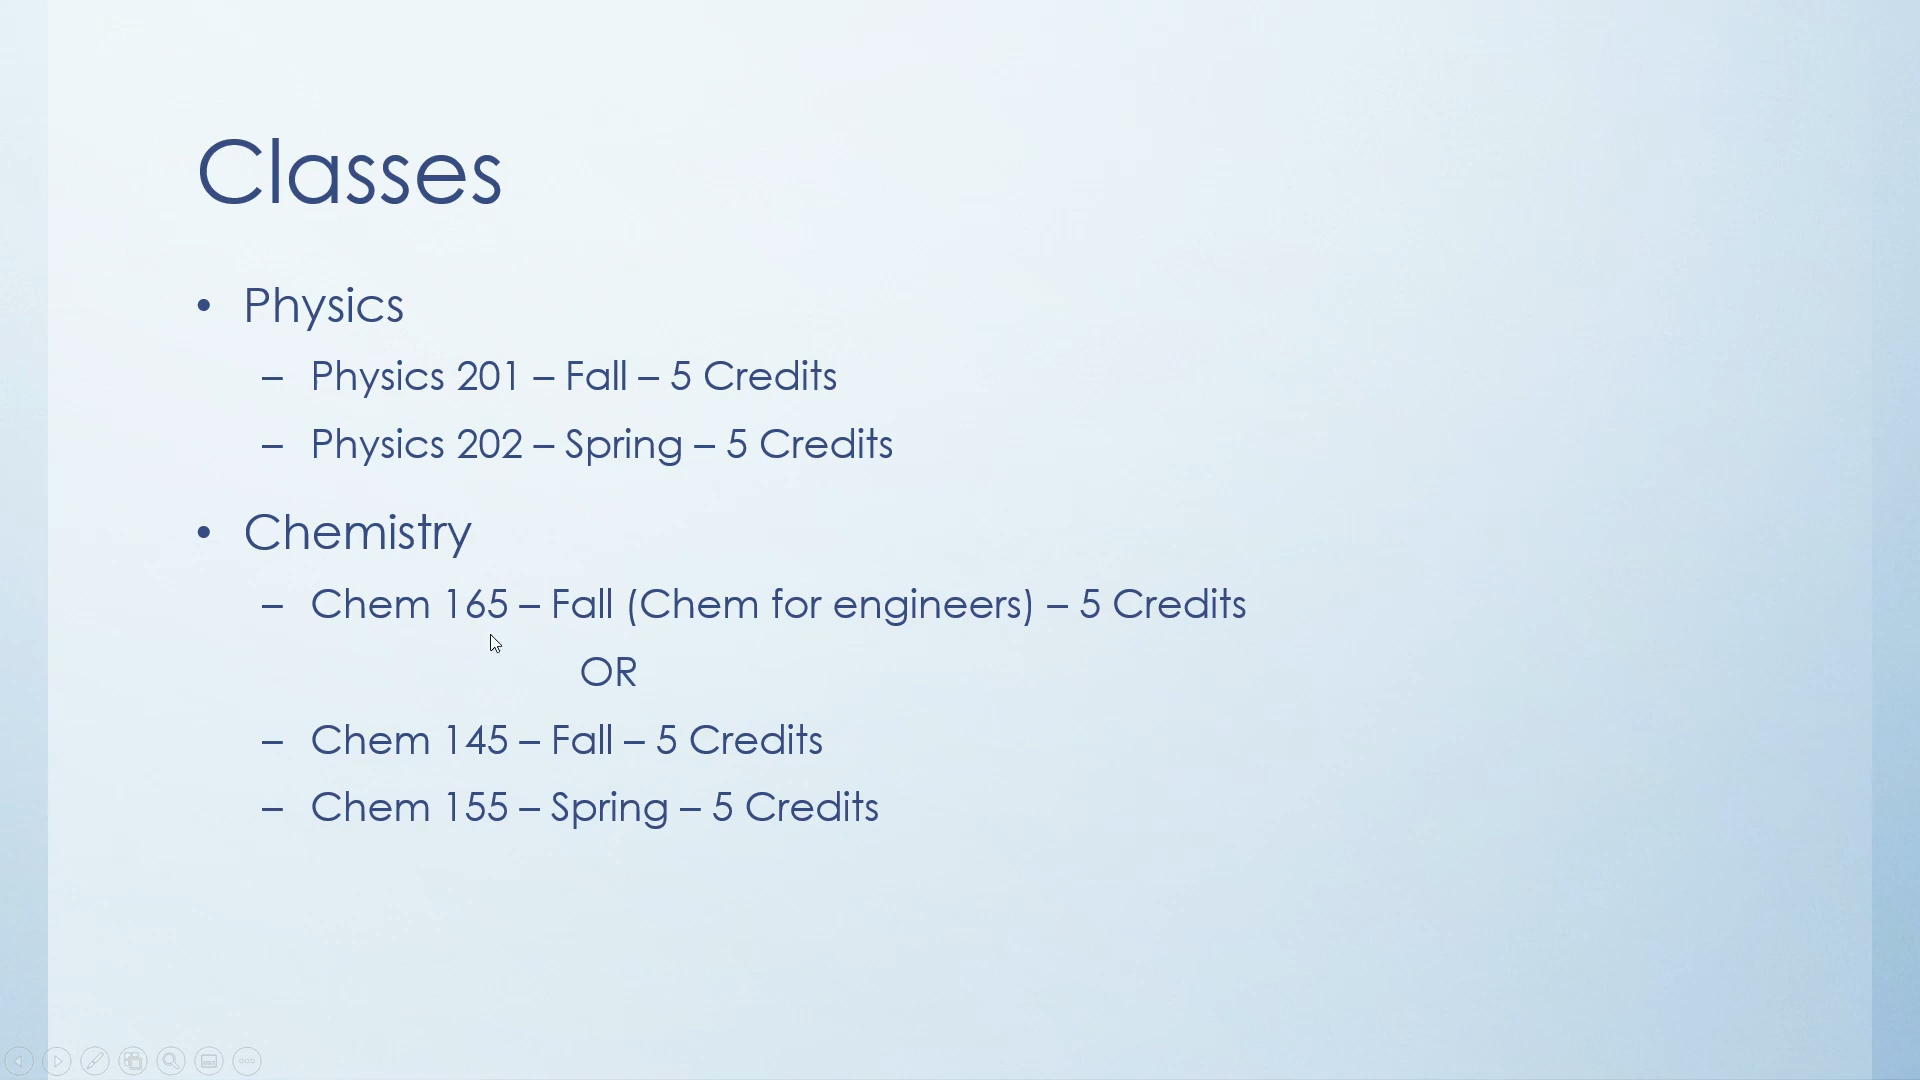 Classes
• Physics
– Physics 201 – Fall – 5 Credits
– Physics 202 – Spring – 5 Credits
• Chemistry
– Chem 165 – Fall (Chem for engineers) – 5 Credits
OR
– Chem 145 – Fall – 5 Credits
– Chem 155 – Spring – 5 Credits